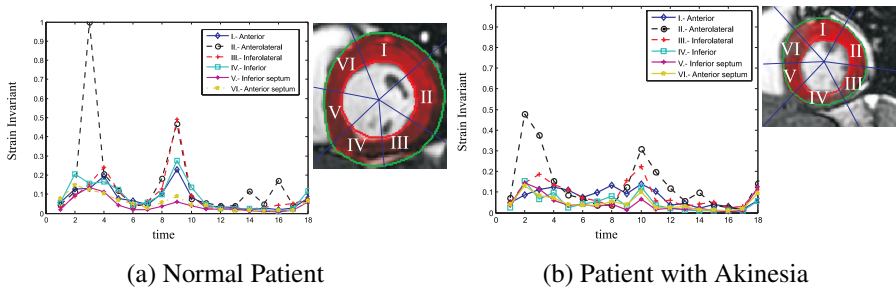 a)
1
0.9
0.8
0.7
0.6
0.5
0.4
0.3
0.2
0.1
0
Strain Invariant
0 2 4 6 8 10 12 14 16 18
time
I.- Anterior
II.- Anterolateral
III.- Inferolateral
IV.- Inferior
V.- Inferior septum
VI.- Anterior septum
I
II
III
IV
V
VI
(a) Normal Patient
b)
1
0.9
0.8
0.7
0.6
0.5
0.4
0.3
0.2
0.1
0
Strain Invariant
0 2 4 6 8 10 12 14 16 18
time
I.- Anterior
II.- Anterolateral
III.- Inferolateral
IV.- Inferior
V.- Inferior septum
VI.- Anterior septum
I
II
III
IV
V
VI
(b) Patient with Akinesia